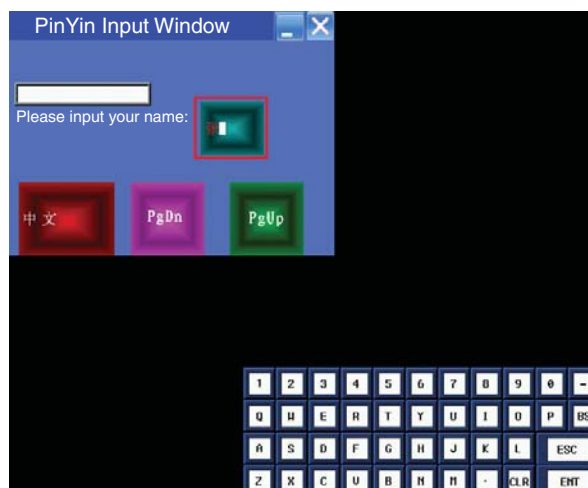 PinYin Input Window
Please input your name:
中文 PgDn PgUp
1 2 3 4 5 6 7 8 9 0 -
Q W E R T Y U I O P BS
A S D F G H J K L ESC
Z X C V B N M . CLR ENT